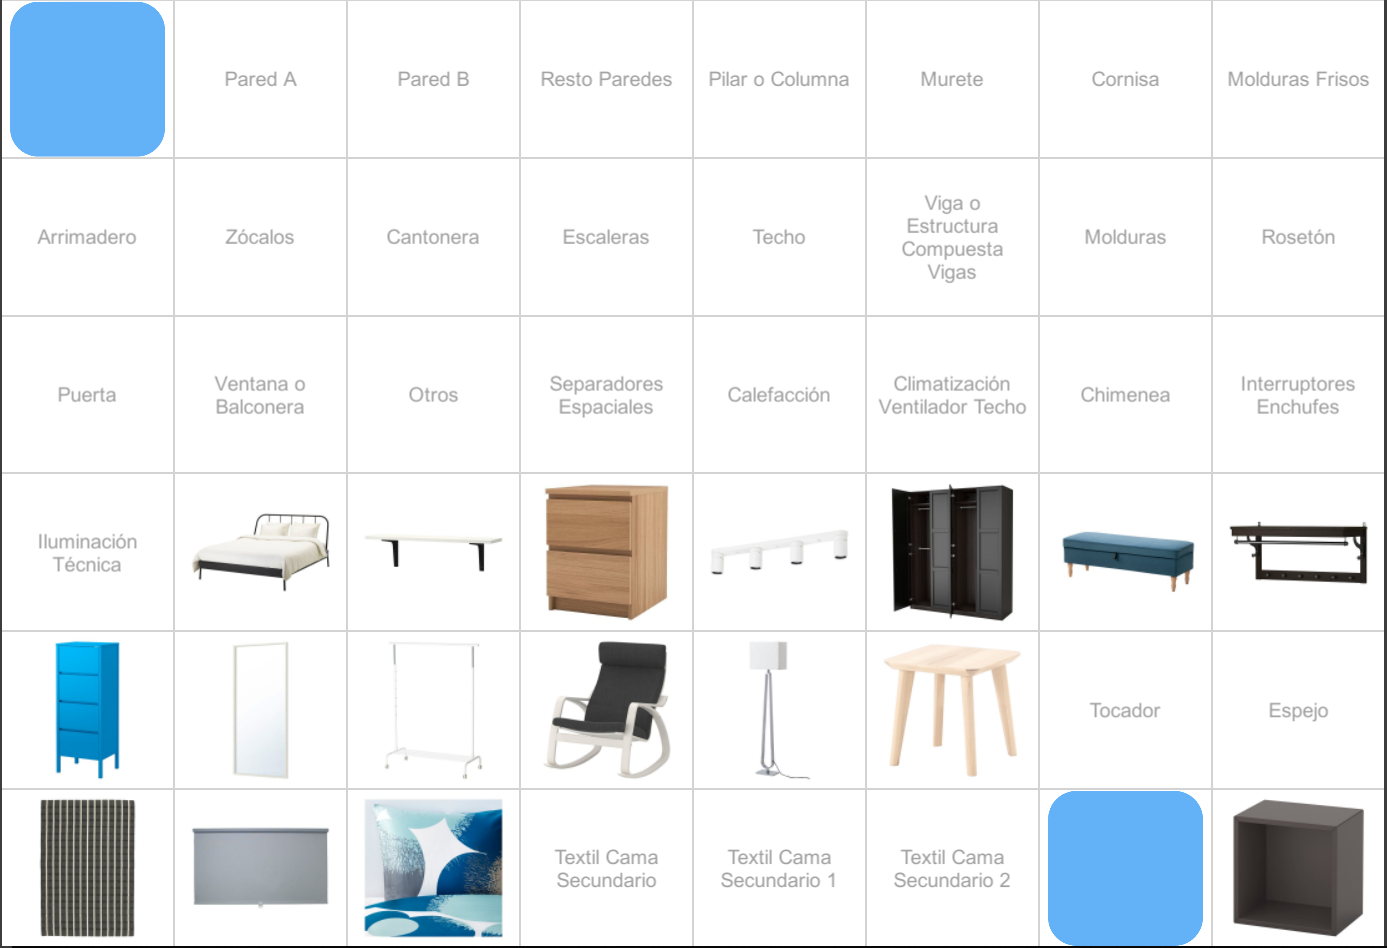 Pared A
Pared B
Resto Paredes
Pilar o Columna
Murete
Cornisa
Molduras Frisos
Arrimadero
Zócalos
Cantonera
Escaleras
Techo
Viga o
Estructura
Compuesta
Vigas
Molduras
Rosetón
Puerta
Ventana o
Balconera
Otros
Separadores
Espaciales
Calefacción
Climatización
Ventilador Techo
Chimenea
Interruptores
Enchufes
Iluminación
Técnica
Tocador
Espejo
Textil Cama
Secundario
Textil Cama
Secundario 1
Textil Cama
Secundario 2